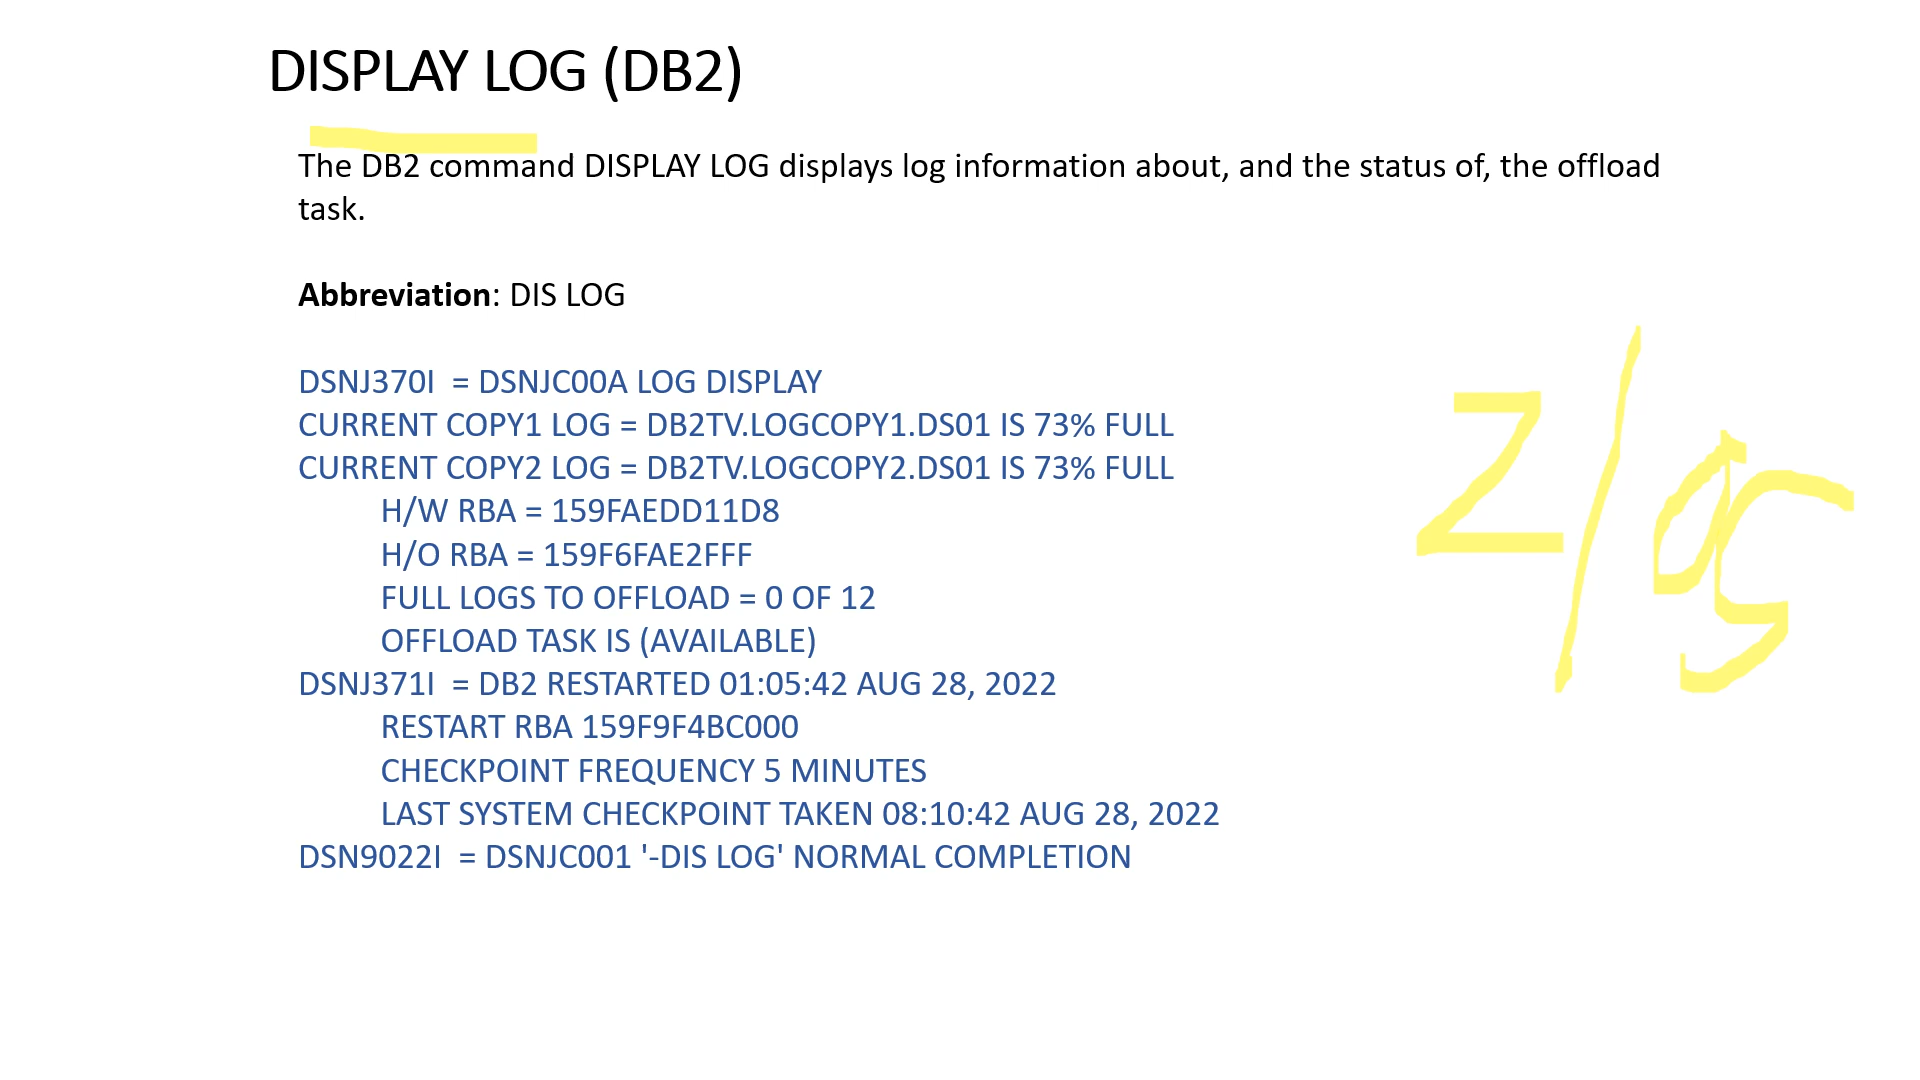 DISPLAY LOG (DB2)
The DB2 command DISPLAY LOG displays log information about, and the status of, the offload
task.
Abbreviation: DIS LOG
DSNJ370I = DSNJC00A LOG DISPLAY
CURRENT COPY1 LOG = DB2TV.LOGCOPY1.DS01 IS 73% FULL
CURRENT COPY2 LOG = DB2TV.LOGCOPY2.DS01 IS 73% FULL
H/W RBA = 159FAEDD11D8
H/O RBA = 159F6FAE2FFF
FULL LOGS TO OFFLOAD = 0 OF 12
OFFLOAD TASK IS (AVAILABLE)
DSNJ371I = DB2 RESTARTED 01:05:42 AUG 28, 2022
RESTART RBA 159F9F4BC000
CHECKPOINT FREQUENCY 5 MINUTES
LAST SYSTEM CHECKPOINT TAKEN 08:10:42 AUG 28, 2022
DSN9022I = DSNJC001 '-DIS LOG' NORMAL COMPLETION
Z/os